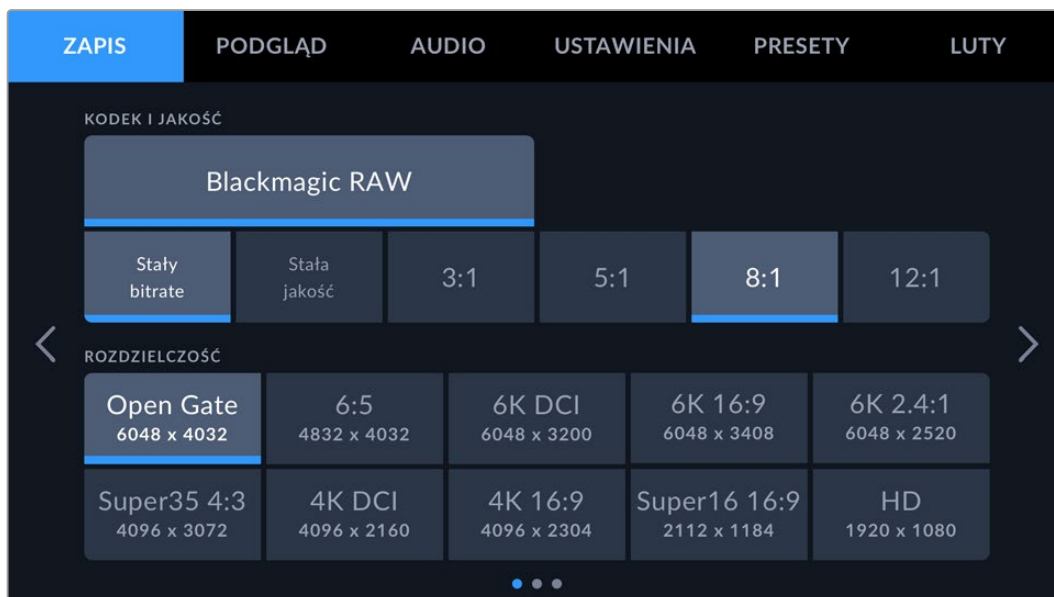 ZAPIS PODGLĄD AUDIO USTAWIENIA PRESETY LUTY
KODEK I JAKOŚĆ
Blackmagic RAW
Stały bitrate
Stała jakość
3:1
5:1
8:1
12:1
ROZDZIELCZOŚĆ
Open Gate
6048 x 4032
6:5
4832 x 4032
6K DCI
6048 x 3200
6K 16:9
6048 x 3408
6K 2.4:1
6048 x 2520
Super35 4:3
4096 x 3072
4K DCI
4096 x 2160
4K 16:9
4096 x 2304
Super16 16:9
2112 x 1184
HD
1920 x 1080